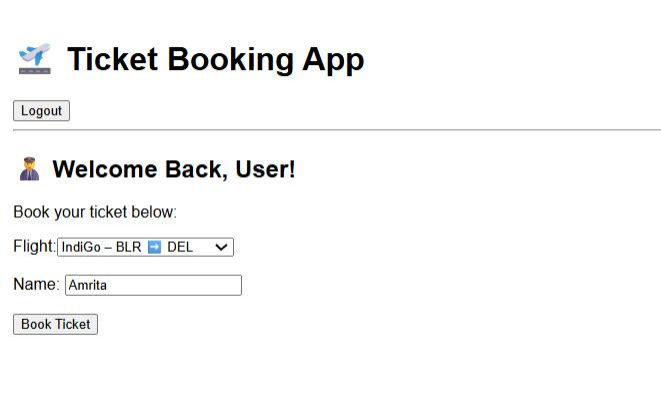 Ticket Booking App
Logout
Welcome Back, User!
Book your ticket below:
Flight: IndiGo – BLR ➡️ DEL
Name: Amrita
Book Ticket